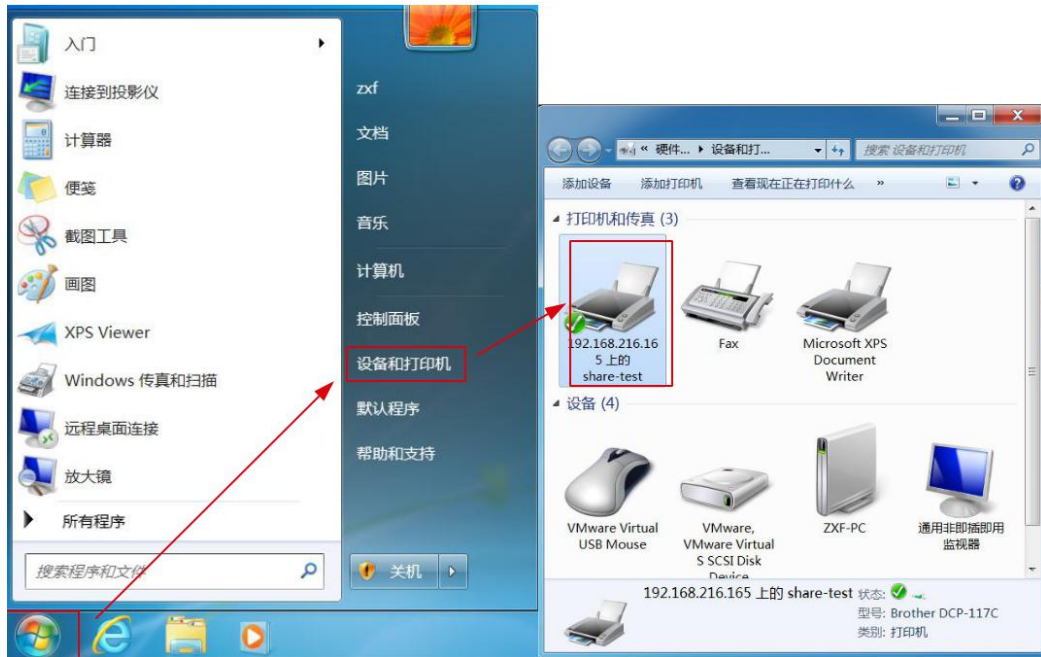 入门
连接到投影仪
计算器
便笺
截图工具
画图
XPS Viewer
Windows 传真和扫描
远程桌面连接
放大镜
所有程序
搜索程序和文件
zxf
文档
图片
音乐
计算机
控制面板
设备和打印机
默认程序
帮助和支持
关机
« 硬件... 设备和打...
搜索 设备和打印机
添加设备 添加打印机 查看现在正在打印什么 »
打印机和传真 (3)
192.168.216.16
5 上的
share-test
Fax
Microsoft XPS
Document
Writer
设备 (4)
VMware Virtual
USB Mouse
VMware,
VMware Virtual
S SCSI Disk
Device
ZXF-PC
通用非即插即用
监视器
192.168.216.165 上的 share-test 状态:
型号: Brother DCP-117C
类别: 打印机